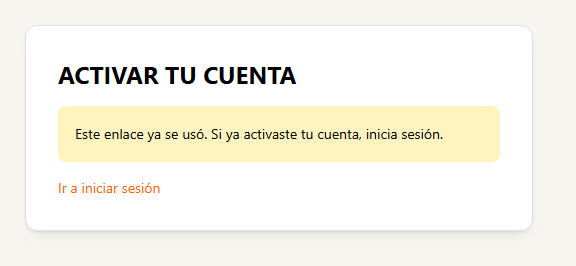 ACTIVAR TU CUENTA
Este enlace ya se usó. Si ya activaste tu cuenta, inicia sesión.
Ir a iniciar sesión